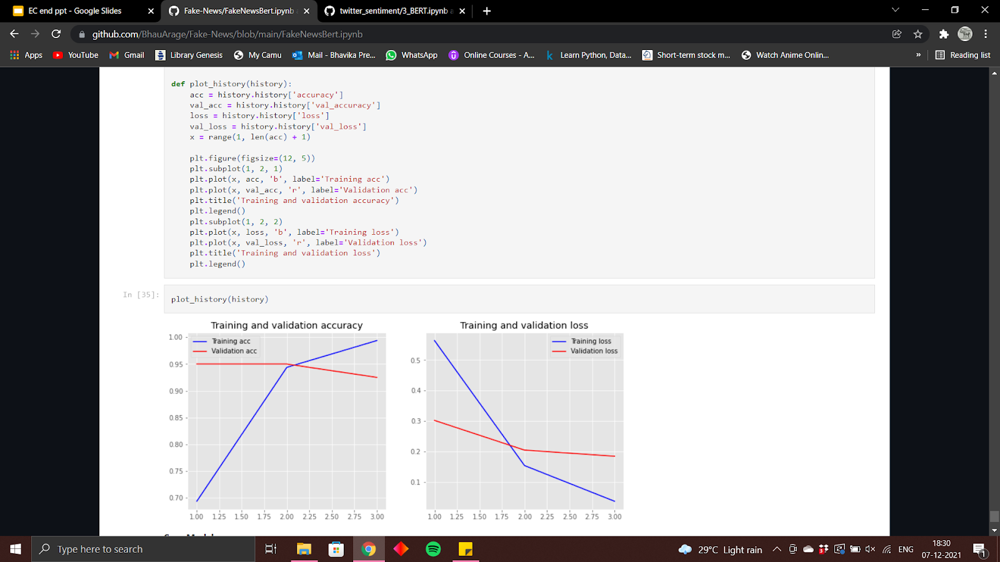 EC end ppt - Google Slides
Fake-News/FakeNewsBert.ipynb
twitter_sentiment/3_BERT.ipynb a
github.com/BhauArage/Fake-News/blob/main/FakeNewsBert.ipynb
Apps YouTube Gmail Library Genesis My Camu Mail - Bhavika Pre... WhatsApp Online Courses - A... Learn Python, Data... Short-term stock m... Watch Anime Onlin... » Reading list
def plot_history(history):
    acc = history.history['accuracy']
    val_acc = history.history['val_accuracy']
    loss = history.history['loss']
    val_loss = history.history['val_loss']
    x = range(1, len(acc) + 1)
    plt.figure(figsize=(12, 5))
    plt.subplot(1, 2, 1)
    plt.plot(x, acc, 'b', label='Training acc')
    plt.plot(x, val_acc, 'r', label='Validation acc')
    plt.title('Training and validation accuracy')
    plt.legend()
    plt.subplot(1, 2, 2)
    plt.plot(x, loss, 'b', label='Training loss')
    plt.plot(x, val_loss, 'r', label='Validation loss')
    plt.title('Training and validation loss')
    plt.legend()
In [35]:
plot_history(history)
Training and validation accuracy
Training acc
Validation acc
1.00
0.95
0.90
0.85
0.80
0.75
0.70
1.00 1.25 1.50 1.75 2.00 2.25 2.50 2.75 3.00
Training and validation loss
Training loss
Validation loss
0.5
0.4
0.3
0.2
0.1
1.00 1.25 1.50 1.75 2.00 2.25 2.50 2.75 3.00
Type here to search
29°C Light rain
3
ENG
18:30
07-12-2021
1